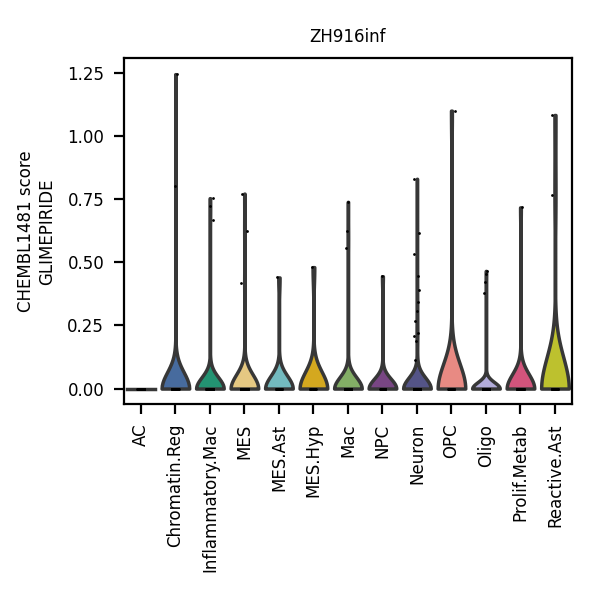 ZH916inf
CHEMBL1481 score
GLIMEPIRIDE
1.25
1.00
0.75
0.50
0.25
0.00
AC
Chromatin.Reg
Inflammatory.Mac
MES
MES.Ast
MES.Hyp
Mac
NPC
Neuron
OPC
Oligo
Prolif.Metab
Reactive.Ast